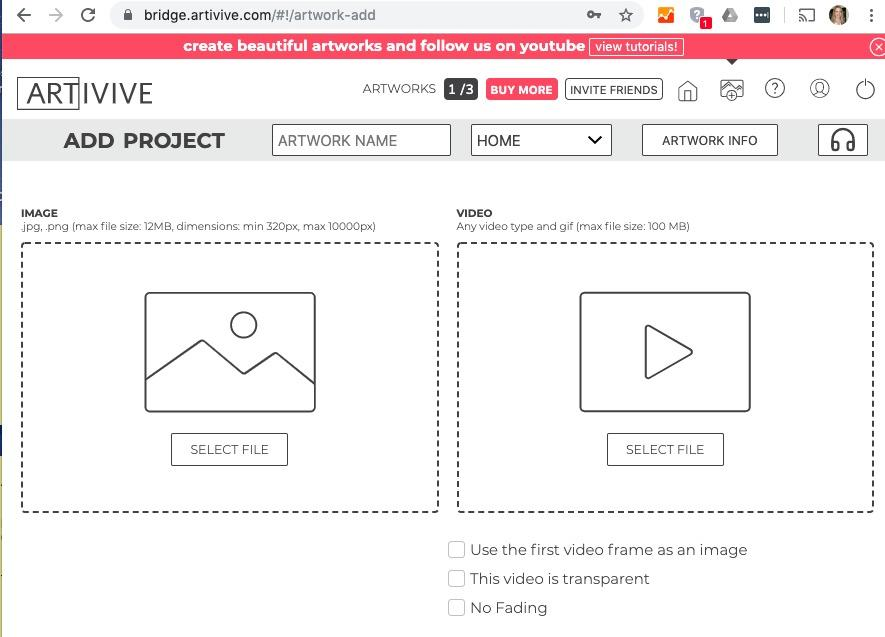 bridge.artivive.com/#!/artwork-add
1
create beautiful artworks and follow us on youtube view tutorials!
ARTIVIVE ARTWORKS 1 /3 BUY MORE INVITE FRIENDS ?
ADD PROJECT ARTWORK NAME HOME ARTWORK INFO
IMAGE
.jpg, .png (max file size: 12MB, dimensions: min 320px, max 10000px)
SELECT FILE
VIDEO
Any video type and gif (max file size: 100 MB)
SELECT FILE
Use the first video frame as an image
This video is transparent
No Fading